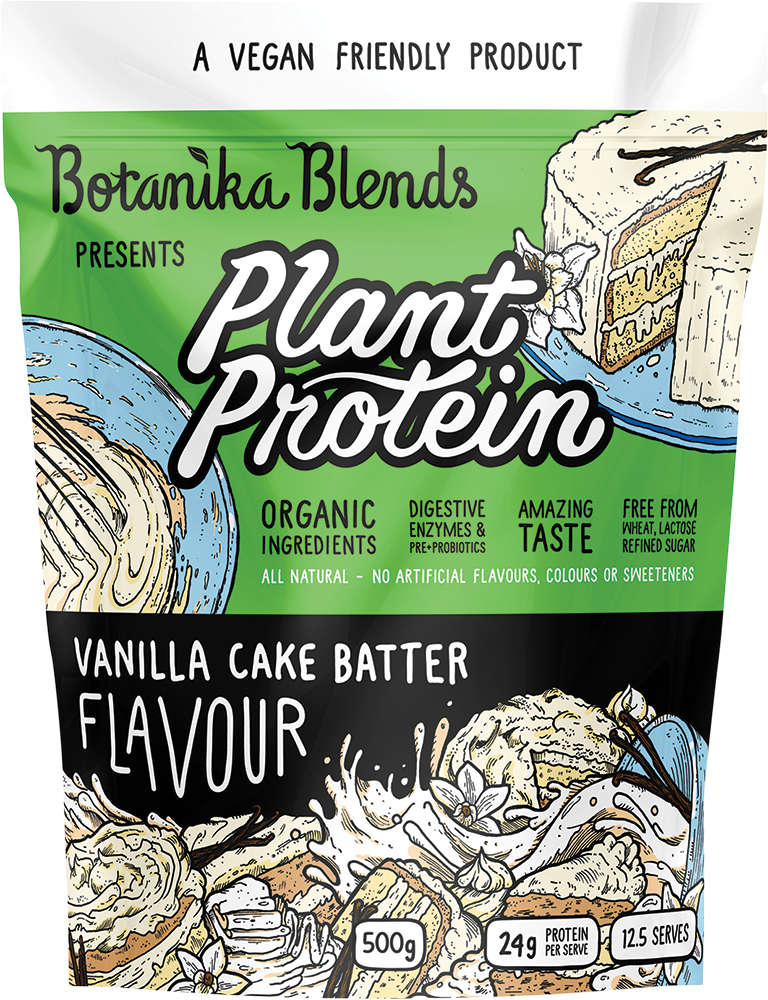 A VEGAN FRIENDLY PRODUCT
Botanika Blends
PRESENTS
Plant
Protein
ORGANIC
INGREDIENTS
DIGESTIVE
ENZYMES &
PRE+PROBIOTICS
AMAZING
TASTE
FREE FROM
WHEAT, LACTOSE
REFINED SUGAR
ALL NATURAL - NO ARTIFICIAL FLAVOURS, COLOURS OR SWEETENERS
VANILLA CAKE BATTER
FLAVOUR
500g
24g PROTEIN
PER SERVE
12.5 SERVES